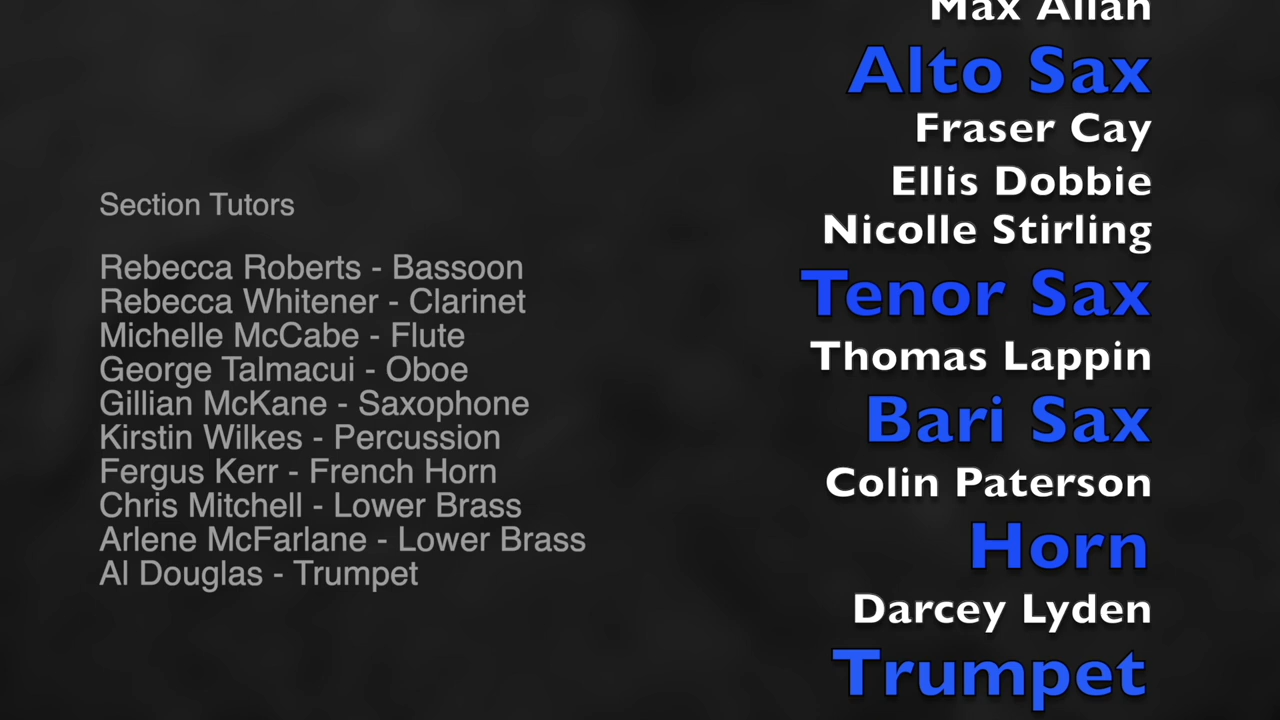 Section Tutors
Rebecca Roberts - Bassoon
Rebecca Whitener - Clarinet
Michelle McCabe - Flute
George Talmacui - Oboe
Gillian McKane - Saxophone
Kirstin Wilkes - Percussion
Fergus Kerr - French Horn
Chris Mitchell - Lower Brass
Arlene McFarlane - Lower Brass
Al Douglas - Trumpet
Max Allan
Alto Sax
Fraser Cay
Ellis Dobbie
Nicolle Stirling
Tenor Sax
Thomas Lappin
Bari Sax
Colin Paterson
Horn
Darcey Lyden
Trumpet